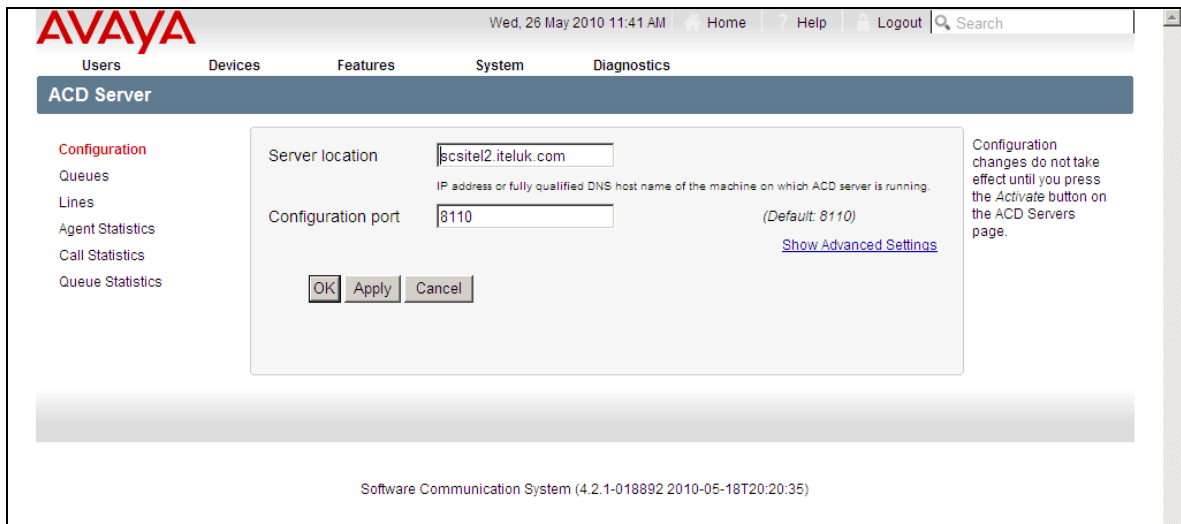 AVAYA
Wed, 26 May 2010 11:41 AM Home ? Help Logout Search
Users Devices Features System Diagnostics
ACD Server
Configuration
Queues
Lines
Agent Statistics
Call Statistics
Queue Statistics
Server location scsitel2.iteluk.com
IP address or fully qualified DNS host name of the machine on which ACD server is running.
Configuration port 8110 (Default: 8110)
Show Advanced Settings
OK Apply Cancel
Configuration
changes do not take
effect until you press
the Activate button on
the ACD Servers
page.
Software Communication System (4.2.1-018892 2010-05-18T20:20:35)